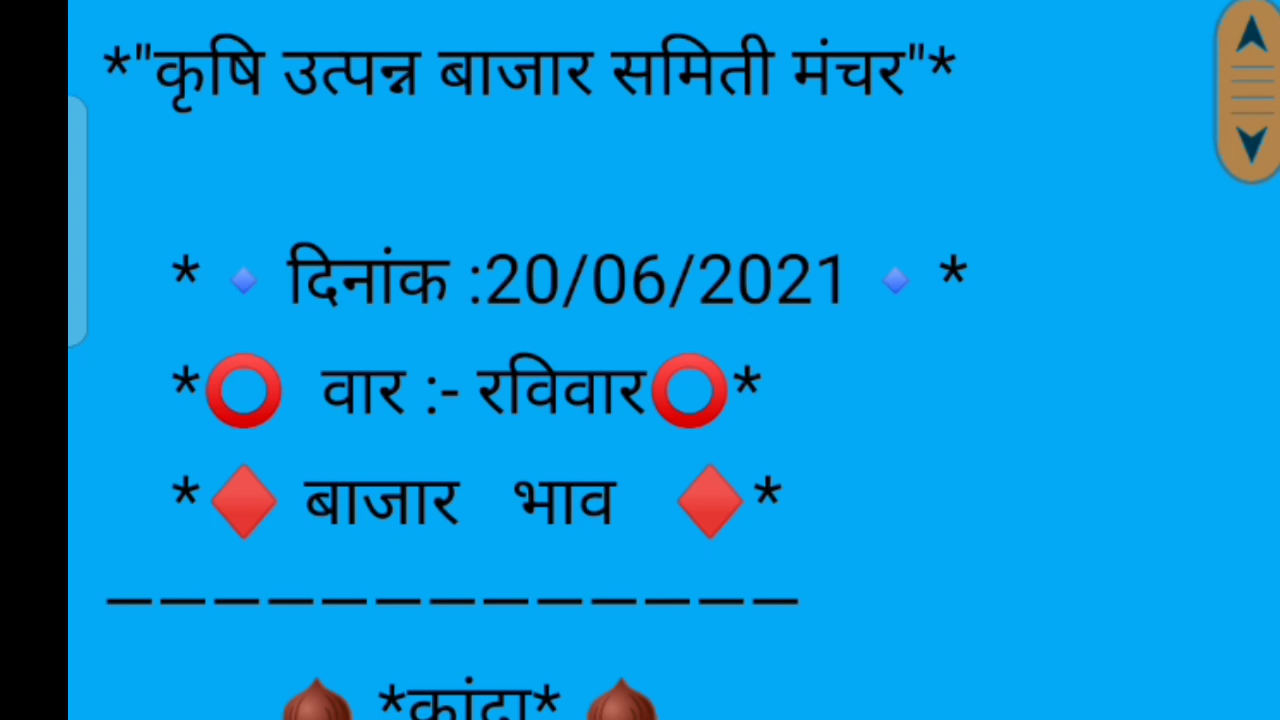 *"कृषि उत्पन्न बाजार समिती मंचर"*
*🔹 दिनांक :20/06/2021 🔹*
*⭕ वार :- रविवार⭕*
*♦️ बाजार भाव ♦️*
–––––––––––––
🌰 *कांदा* 🌰